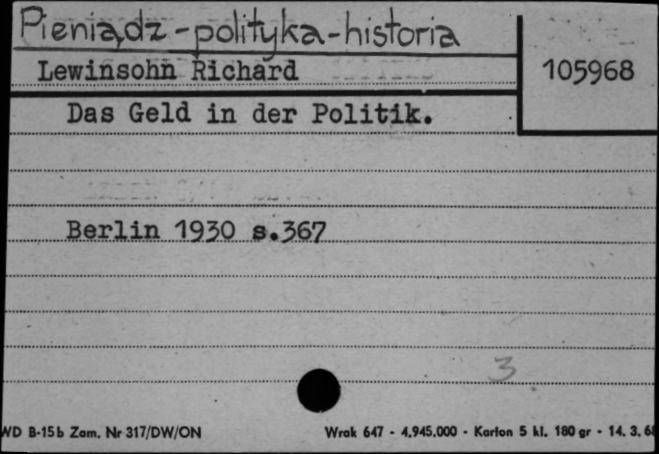 Pieniądz-polityka-historia
Lewinsohn Richard
105968
Das Geld in der Politik.
Berlin 1930 s.367
3
WD B-15b Zam. Nr 317/DW/ON
Wrak 647 - 4.945.000 - Karton 5 kl. 180 gr - 14. 3. 68